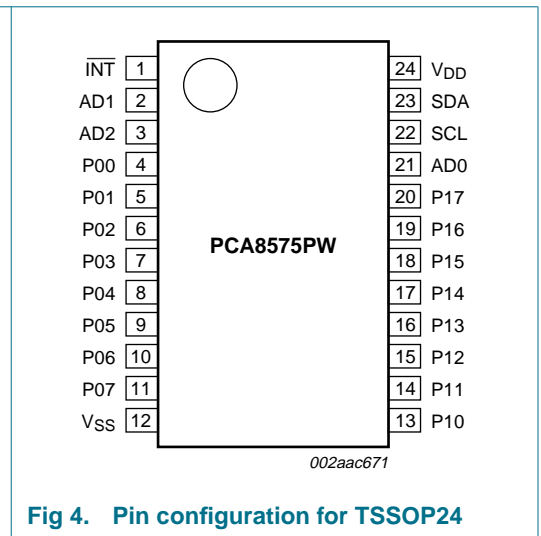 INT 1 24 VDD
AD1 2 23 SDA
AD2 3 22 SCL
P00 4 21 AD0
P01 5 20 P17
P02 6 19 P16
PCA8575PW
P03 7 18 P15
P04 8 17 P14
P05 9 16 P13
P06 10 15 P12
P07 11 14 P11
VSS 12 13 P10
002aac671
Fig 4. Pin configuration for TSSOP24